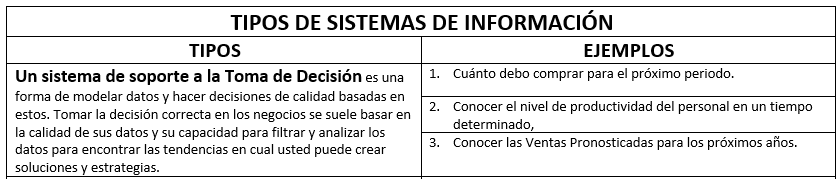 TIPOS DE SISTEMAS DE INFORMACIÓN
TIPOS
EJEMPLOS
Un sistema de soporte a la Toma de Decisión es una
forma de modelar datos y hacer decisiones de calidad basadas en
estos. Tomar la decisión correcta en los negocios se suele basar en
la calidad de sus datos y su capacidad para filtrar y analizar los
datos para encontrar las tendencias en cual usted puede crear
soluciones y estrategias.
1. Cuánto debo comprar para el próximo periodo.
2. Conocer el nivel de productividad del personal en un tiempo
determinado,
3. Conocer las Ventas Pronosticadas para los próximos años.